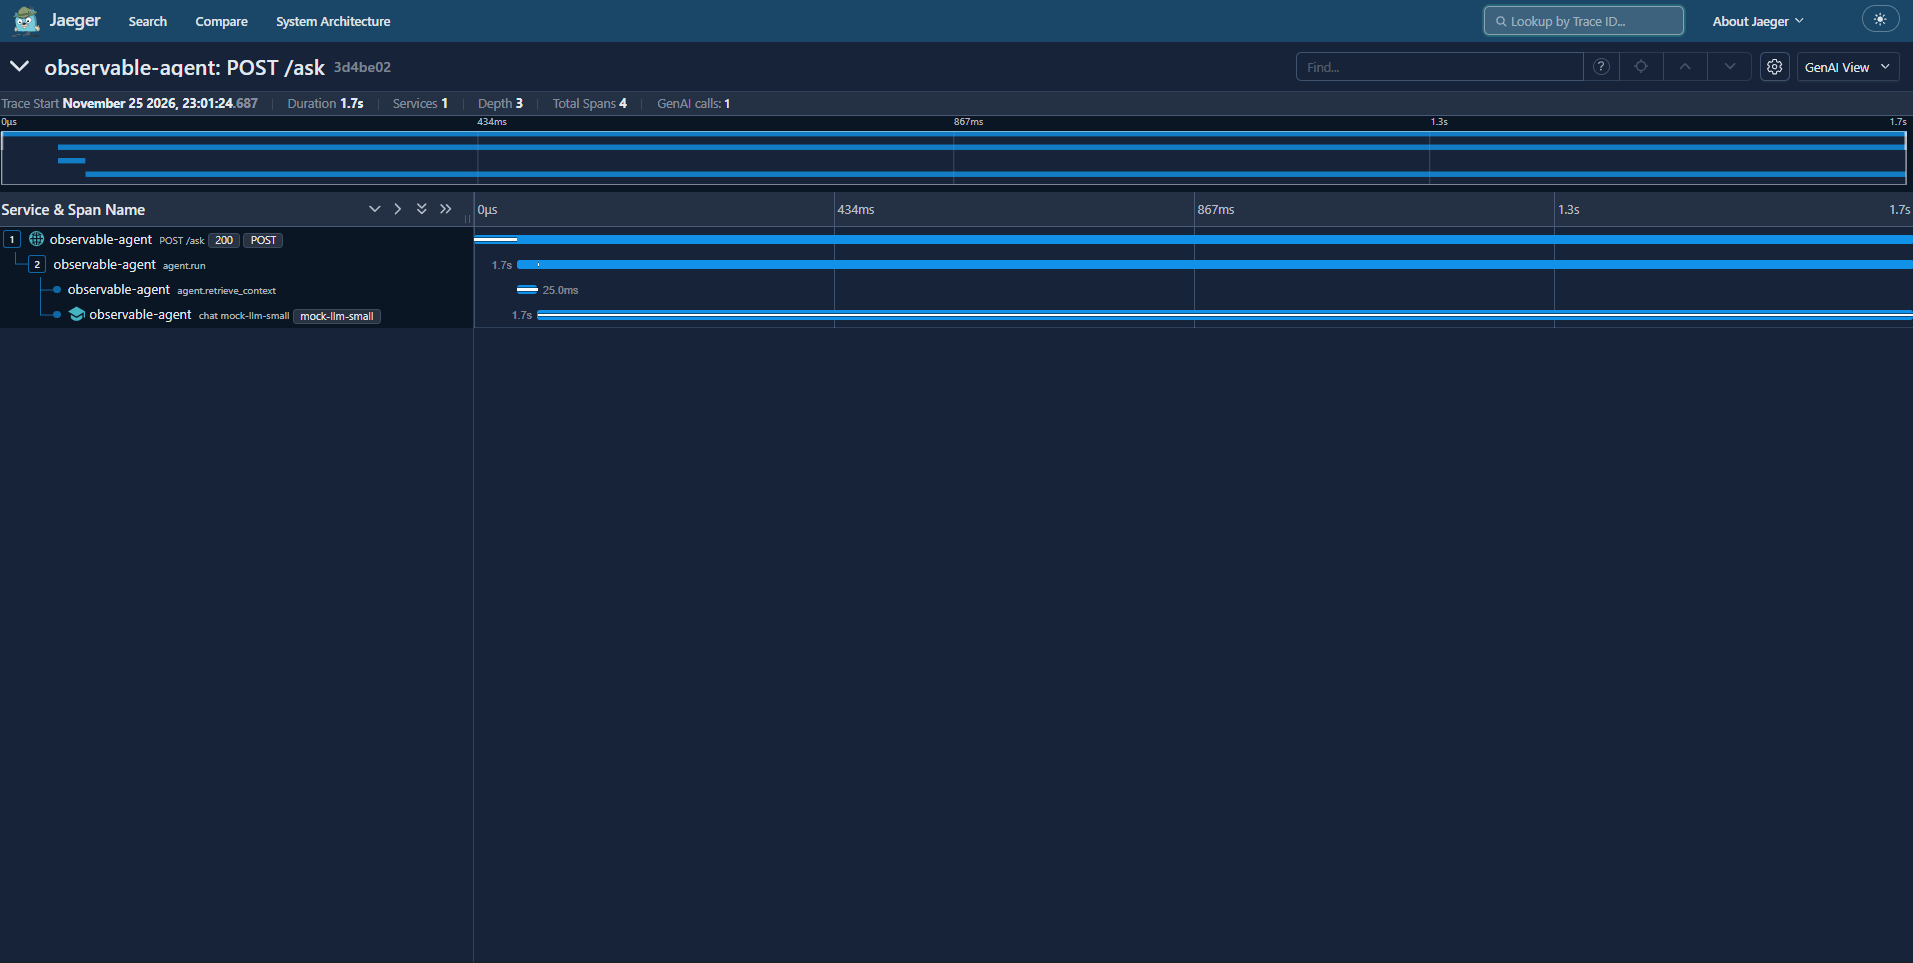 Jaeger Search Compare System Architecture Lookup by Trace ID... About Jaeger
observable-agent: POST /ask 3d4be02 Find... ? GenAI View
Trace Start November 25 2026, 23:01:24.687 Duration 1.7s Services 1 Depth 3 Total Spans 4 GenAI calls: 1
0μs 434ms 867ms 1.3s 1.7s
Service & Span Name 0μs 434ms 867ms 1.3s 1.7s
1 observable-agent POST /ask 200 POST
2 observable-agent agent.run 1.7s
observable-agent agent.retrieve_context 25.0ms
observable-agent chat mock-llm-small mock-llm-small 1.7s